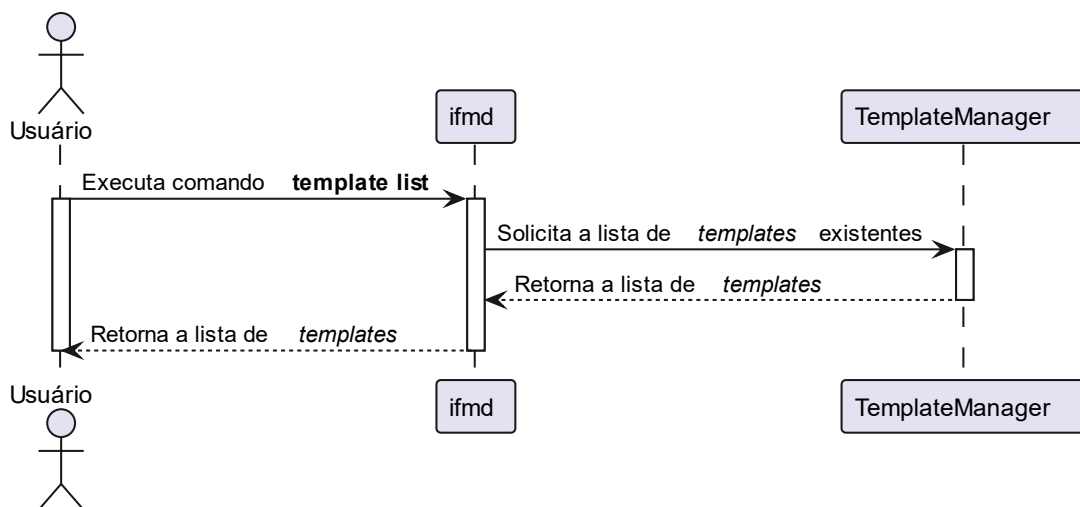 Usuário
ifmd
TemplateManager
Executa comando template list
Solicita a lista de templates existentes
Retorna a lista de templates
Retorna a lista de templates
Usuário
ifmd
TemplateManager